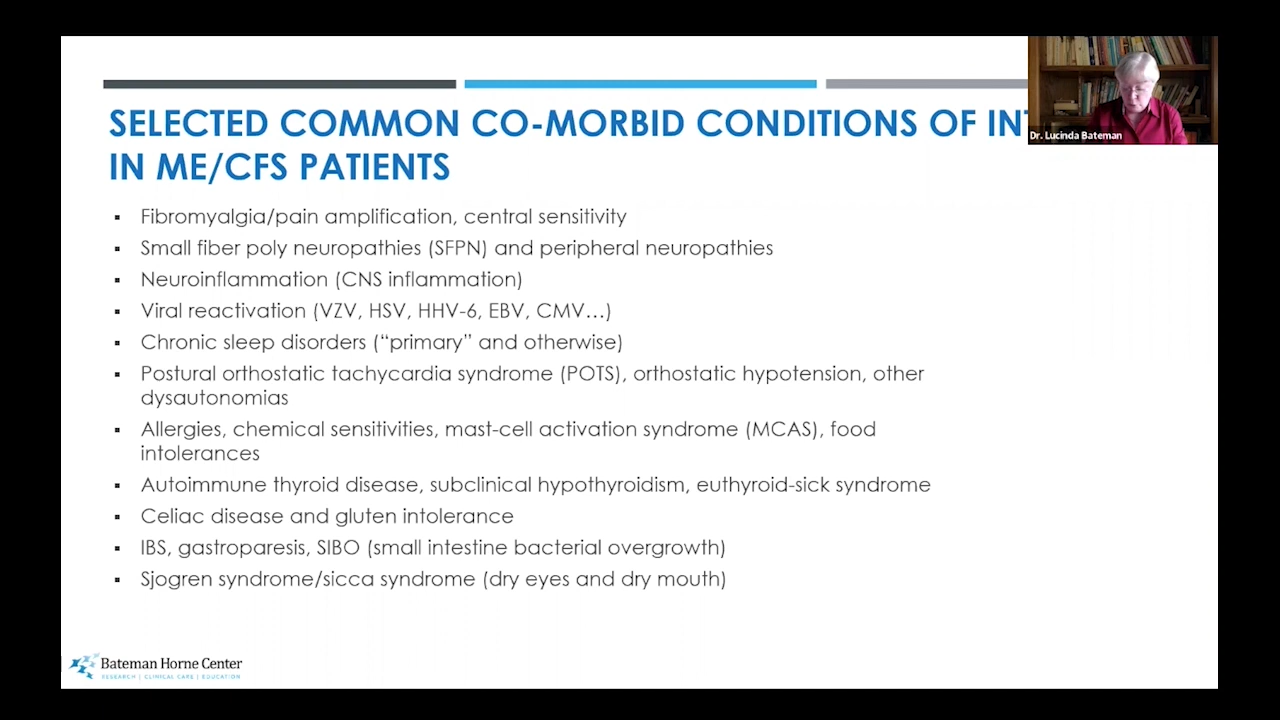 SELECTED COMMON CO-MORBID CONDITIONS OF
IN ME/CFS PATIENTS
Dr. Lucinda Bateman
▪ Fibromyalgia/pain amplification, central sensitivity
▪ Small fiber poly neuropathies (SFPN) and peripheral neuropathies
▪ Neuroinflammation (CNS inflammation)
▪ Viral reactivation (VZV, HSV, HHV-6, EBV, CMV…)
▪ Chronic sleep disorders (“primary” and otherwise)
▪ Postural orthostatic tachycardia syndrome (POTS), orthostatic hypotension, other
dysautonomias
▪ Allergies, chemical sensitivities, mast-cell activation syndrome (MCAS), food
intolerances
▪ Autoimmune thyroid disease, subclinical hypothyroidism, euthyroid-sick syndrome
▪ Celiac disease and gluten intolerance
▪ IBS, gastroparesis, SIBO (small intestine bacterial overgrowth)
▪ Sjogren syndrome/sicca syndrome (dry eyes and dry mouth)
Bateman Horne Center
RESEARCH | CLINICAL CARE | EDUCATION